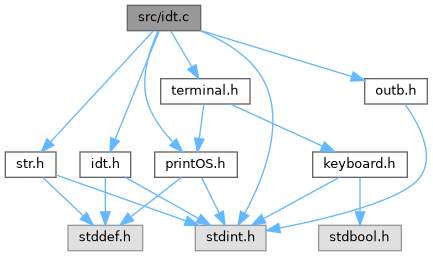 src/idt.c
terminal.h
outb.h
str.h
idt.h
printOS.h
keyboard.h
stddef.h
stdint.h
stdbool.h